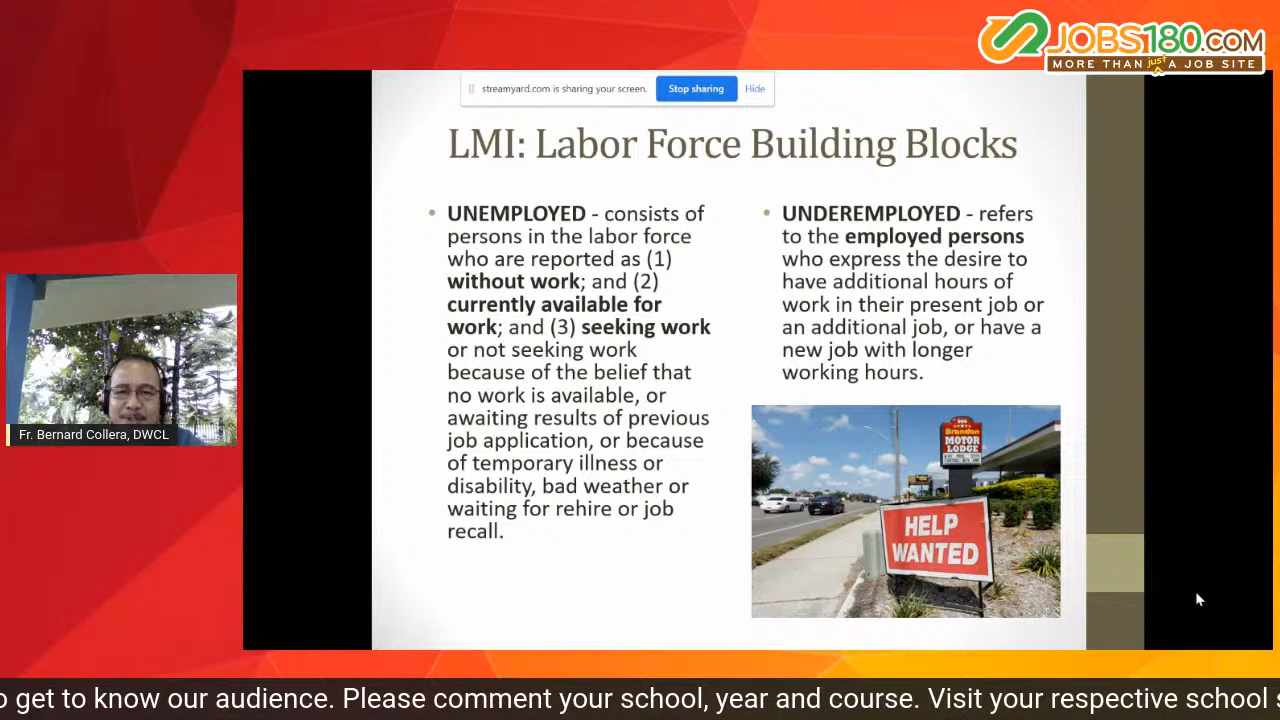 JOBS180.COM
MORE THAN just A JOB SITE
streamyard.com is sharing your screen.
Stop sharing
Hide
LMI: Labor Force Building Blocks
• UNEMPLOYED - consists of
persons in the labor force
who are reported as (1)
without work; and (2)
currently available for
work; and (3) seeking work
or not seeking work
because of the belief that
no work is available, or
awaiting results of previous
job application, or because
of temporary illness or
disability, bad weather or
waiting for rehire or job
recall.
• UNDEREMPLOYED - refers
to the employed persons
who express the desire to
have additional hours of
work in their present job or
an additional job, or have a
new job with longer
working hours.
Brandon
MOTOR
LODGE
HELP
WANTED
Fr. Bernard Collera, DWCL
o get to know our audience. Please comment your school, year and course. Visit your respective school s